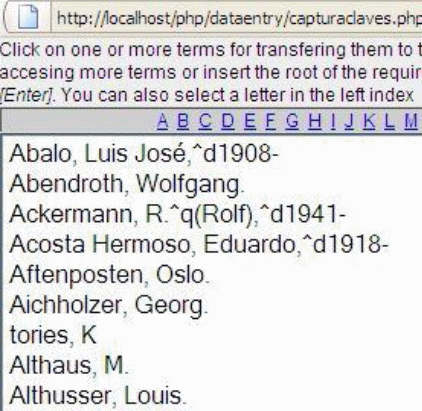 http://localhost/php/dataentry/capturaclaves.php
Click on one or more terms for transfering them to t
accesing more terms or insert the root of the requir
[Enter]. You can also select a letter in the left index
A B C D E F G H I J K L M
Abalo, Luis José,^d1908-
Abendroth, Wolfgang.
Ackermann, R.^q(Rolf),^d1941-
Acosta Hermoso, Eduardo,^d1918-
Aftenposten, Oslo.
Aichholzer, Georg.
tories, K
Althaus, M.
Althusser, Louis.